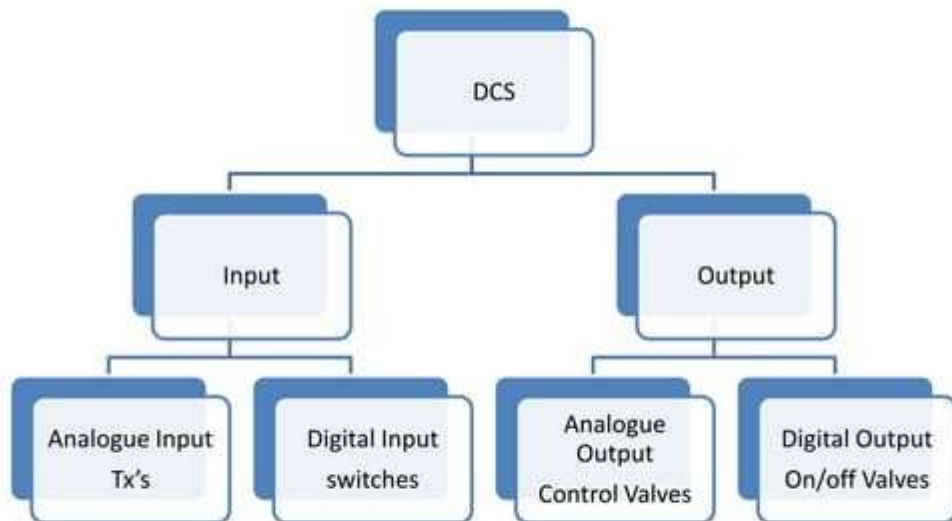 DCS
Input
Output
Analogue Input
Tx's
Digital Input
switches
Analogue
Output
Control Valves
Digital Output
On/off Valves